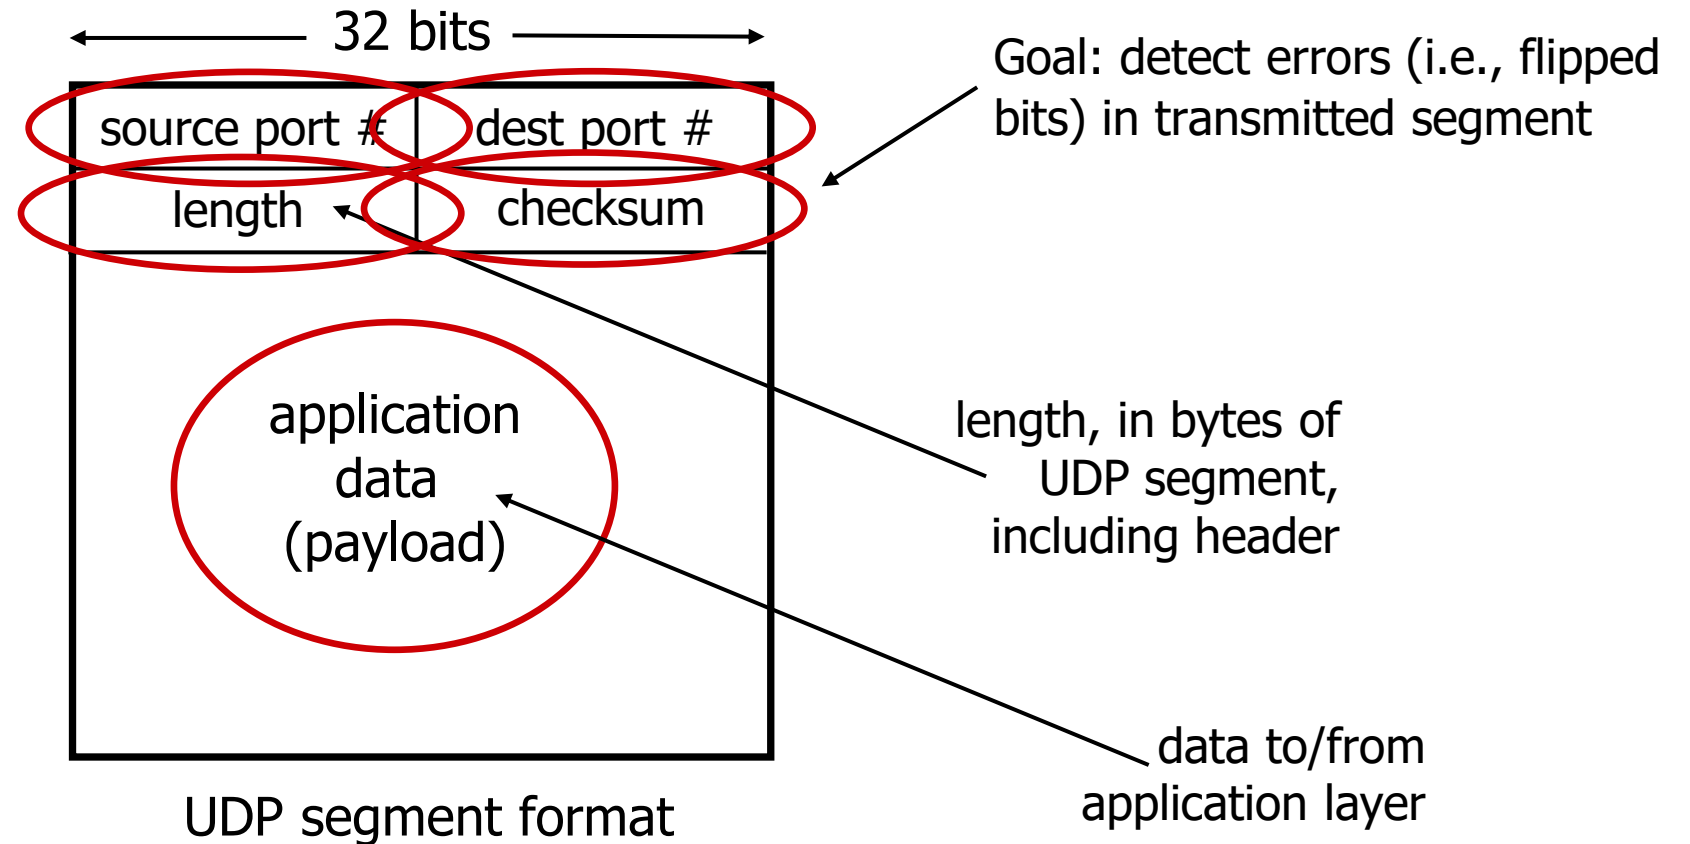 32 bits
Goal: detect errors (i.e., flipped
bits) in transmitted segment
source port #
dest port #
length
checksum
application
data
(payload)
length, in bytes of
UDP segment,
including header
data to/from
application layer
UDP segment format